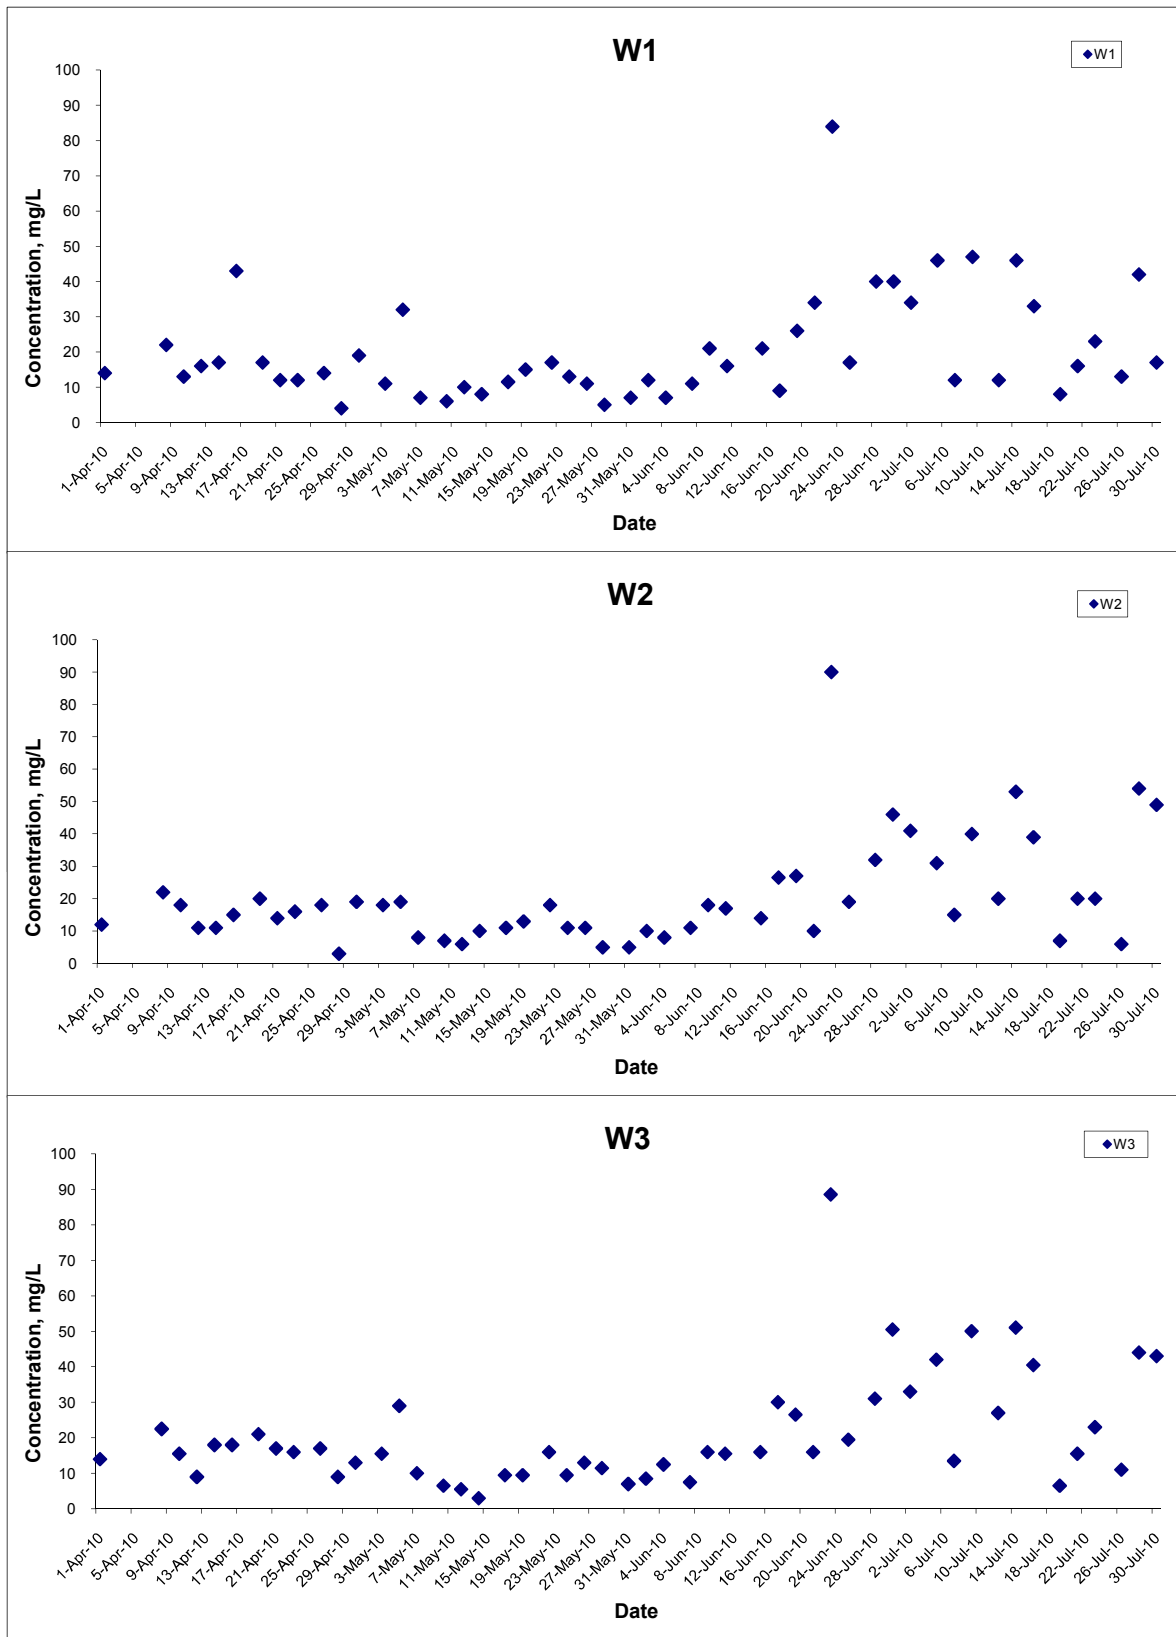 W1
W1
100
90
80
70
60
50
40
30
20
10
0
Concentration, mg/L
1-Apr-10
5-Apr-10
9-Apr-10
13-Apr-10
17-Apr-10
21-Apr-10
25-Apr-10
29-Apr-10
3-May-10
7-May-10
11-May-10
15-May-10
19-May-10
23-May-10
27-May-10
31-May-10
4-Jun-10
8-Jun-10
12-Jun-10
16-Jun-10
20-Jun-10
24-Jun-10
28-Jun-10
2-Jul-10
6-Jul-10
10-Jul-10
14-Jul-10
18-Jul-10
22-Jul-10
26-Jul-10
30-Jul-10
Date
W2
W2
100
90
80
70
60
50
40
30
20
10
0
Concentration, mg/L
1-Apr-10
5-Apr-10
9-Apr-10
13-Apr-10
17-Apr-10
21-Apr-10
25-Apr-10
29-Apr-10
3-May-10
7-May-10
11-May-10
15-May-10
19-May-10
23-May-10
27-May-10
31-May-10
4-Jun-10
8-Jun-10
12-Jun-10
16-Jun-10
20-Jun-10
24-Jun-10
28-Jun-10
2-Jul-10
6-Jul-10
10-Jul-10
14-Jul-10
18-Jul-10
22-Jul-10
26-Jul-10
30-Jul-10
Date
W3
W3
100
90
80
70
60
50
40
30
20
10
0
Concentration, mg/L
1-Apr-10
5-Apr-10
9-Apr-10
13-Apr-10
17-Apr-10
21-Apr-10
25-Apr-10
29-Apr-10
3-May-10
7-May-10
11-May-10
15-May-10
19-May-10
23-May-10
27-May-10
31-May-10
4-Jun-10
8-Jun-10
12-Jun-10
16-Jun-10
20-Jun-10
24-Jun-10
28-Jun-10
2-Jul-10
6-Jul-10
10-Jul-10
14-Jul-10
18-Jul-10
22-Jul-10
26-Jul-10
30-Jul-10
Date